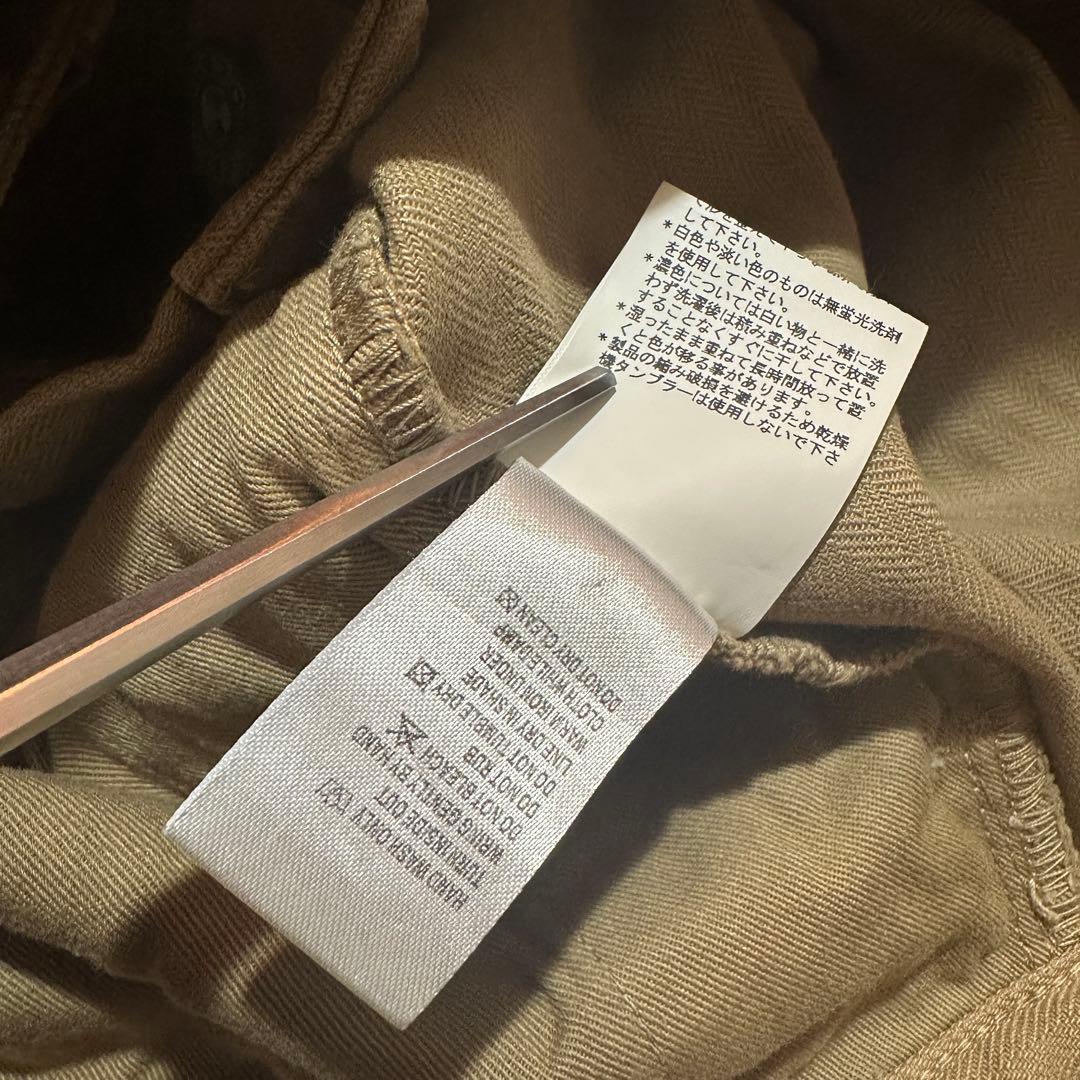 して下さい。
*白色や淡い色のものは無蛍光洗剤
を使用して下さい。
*濃色については白い物と一緒に洗
わず洗濯後は積み重ねなどで放置
することなくすぐに干して下さい。
*湿ったまま重ねて長時間放って置
くと色が移る事があります。
*製品の縮み破損を避けるため乾燥
機タンブラーは使用しないで下さ
HAND WASH ONLY
TURN INSIDE OUT
WRING GENTLY BY HAND
DO NOT BLEACH
DO NOT RUB
DO NOT TUMBLE DRY
LINE DRY IN SHADE
WARM IRON UNDER
CLOTH WHILE DAMP
DO NOT DRY CLEAN